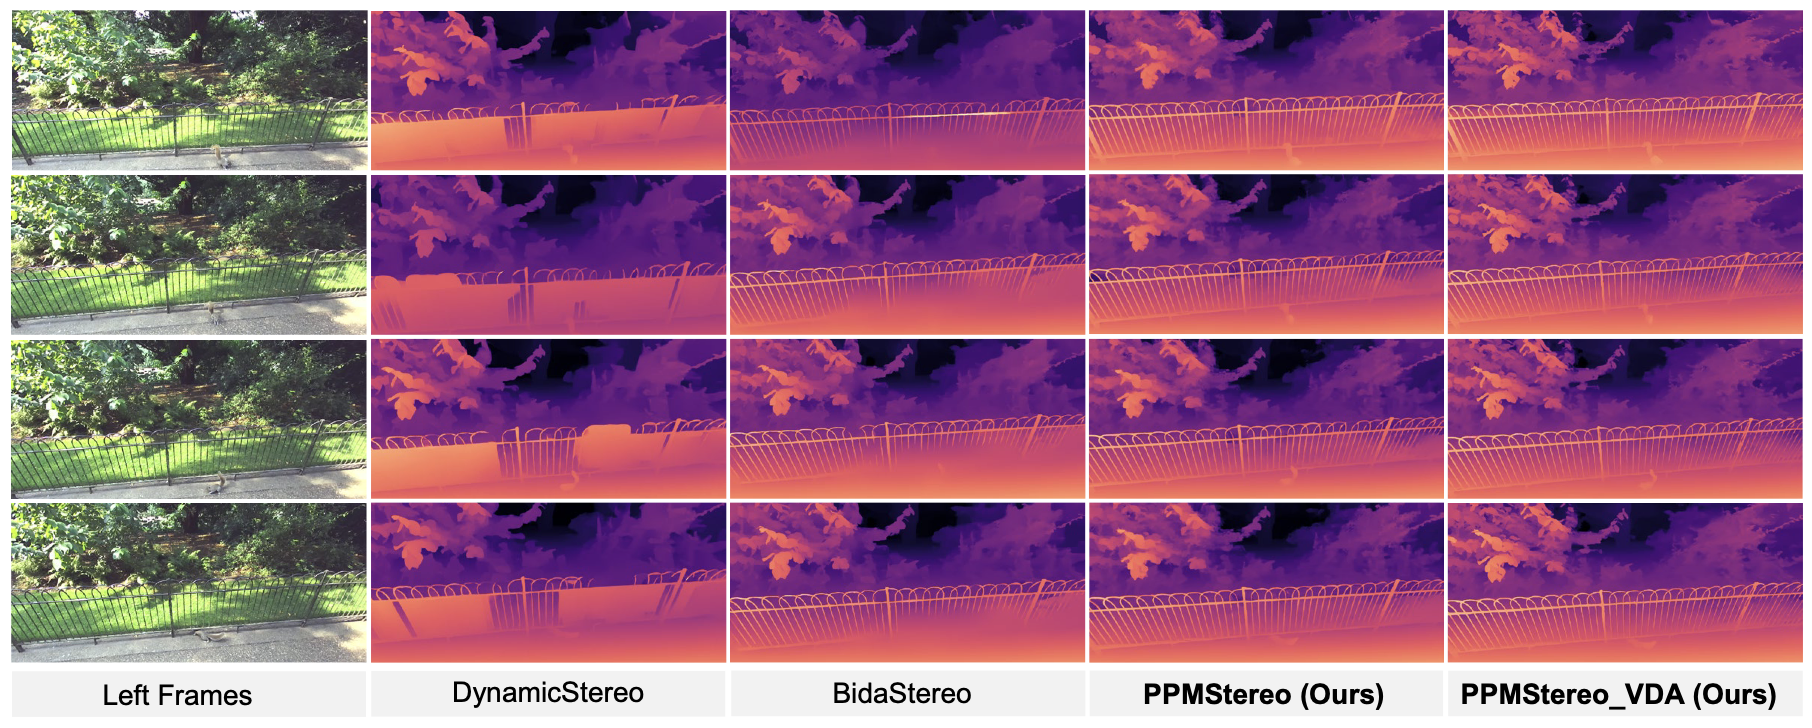 Left Frames
DynamicStereo
BidaStereo
PPMStereo (Ours)
PPMStereo_VDA (Ours)